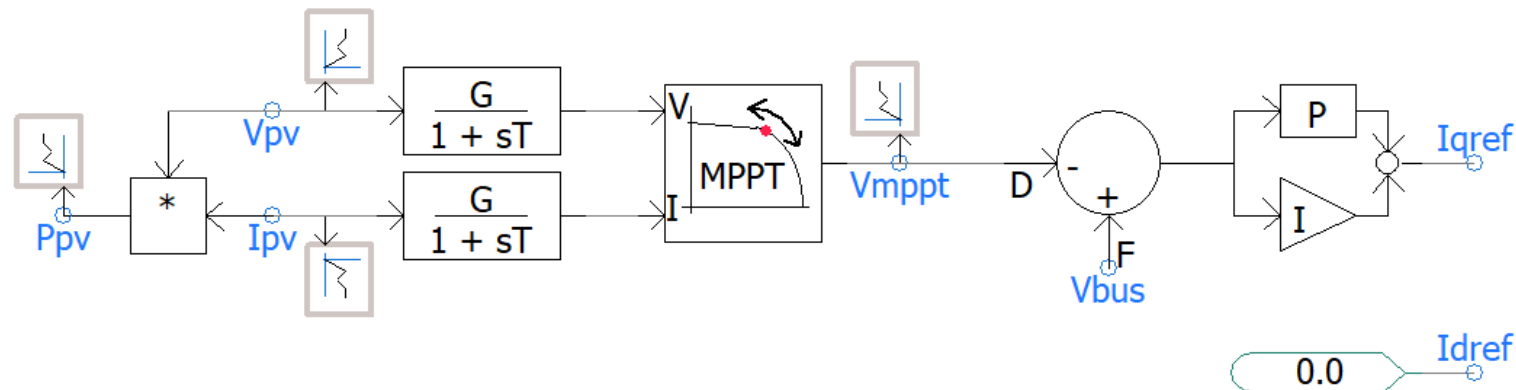 G
1 + sT
Vpv
V
MPPT
I
P
Iqref
*
Ppv
Ipv
G
1 + sT
Vmppt
D
-
+
F
Vbus
I
Idref
0.0